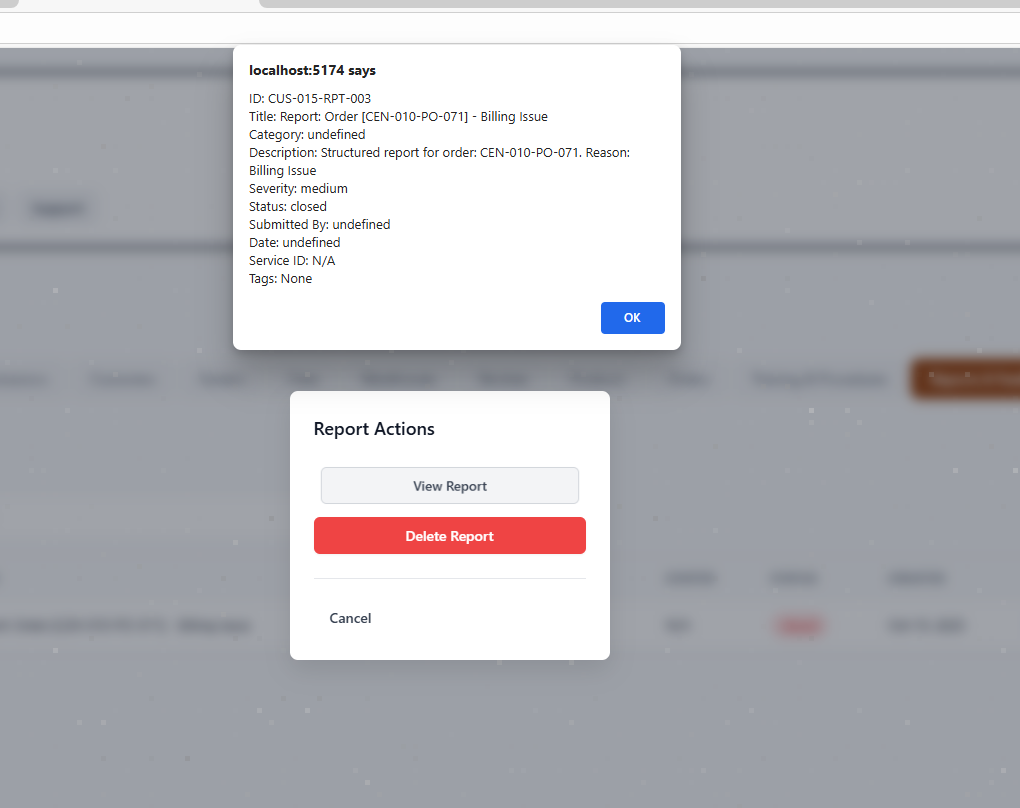 localhost:5174 says
ID: CUS-015-RPT-003
Title: Report: Order [CEN-010-PO-071] - Billing Issue
Category: undefined
Description: Structured report for order: CEN-010-PO-071. Reason:
Billing Issue
Severity: medium
Status: closed
Submitted By: undefined
Date: undefined
Service ID: N/A
Tags: None
OK
Report Actions
View Report
Delete Report
Cancel